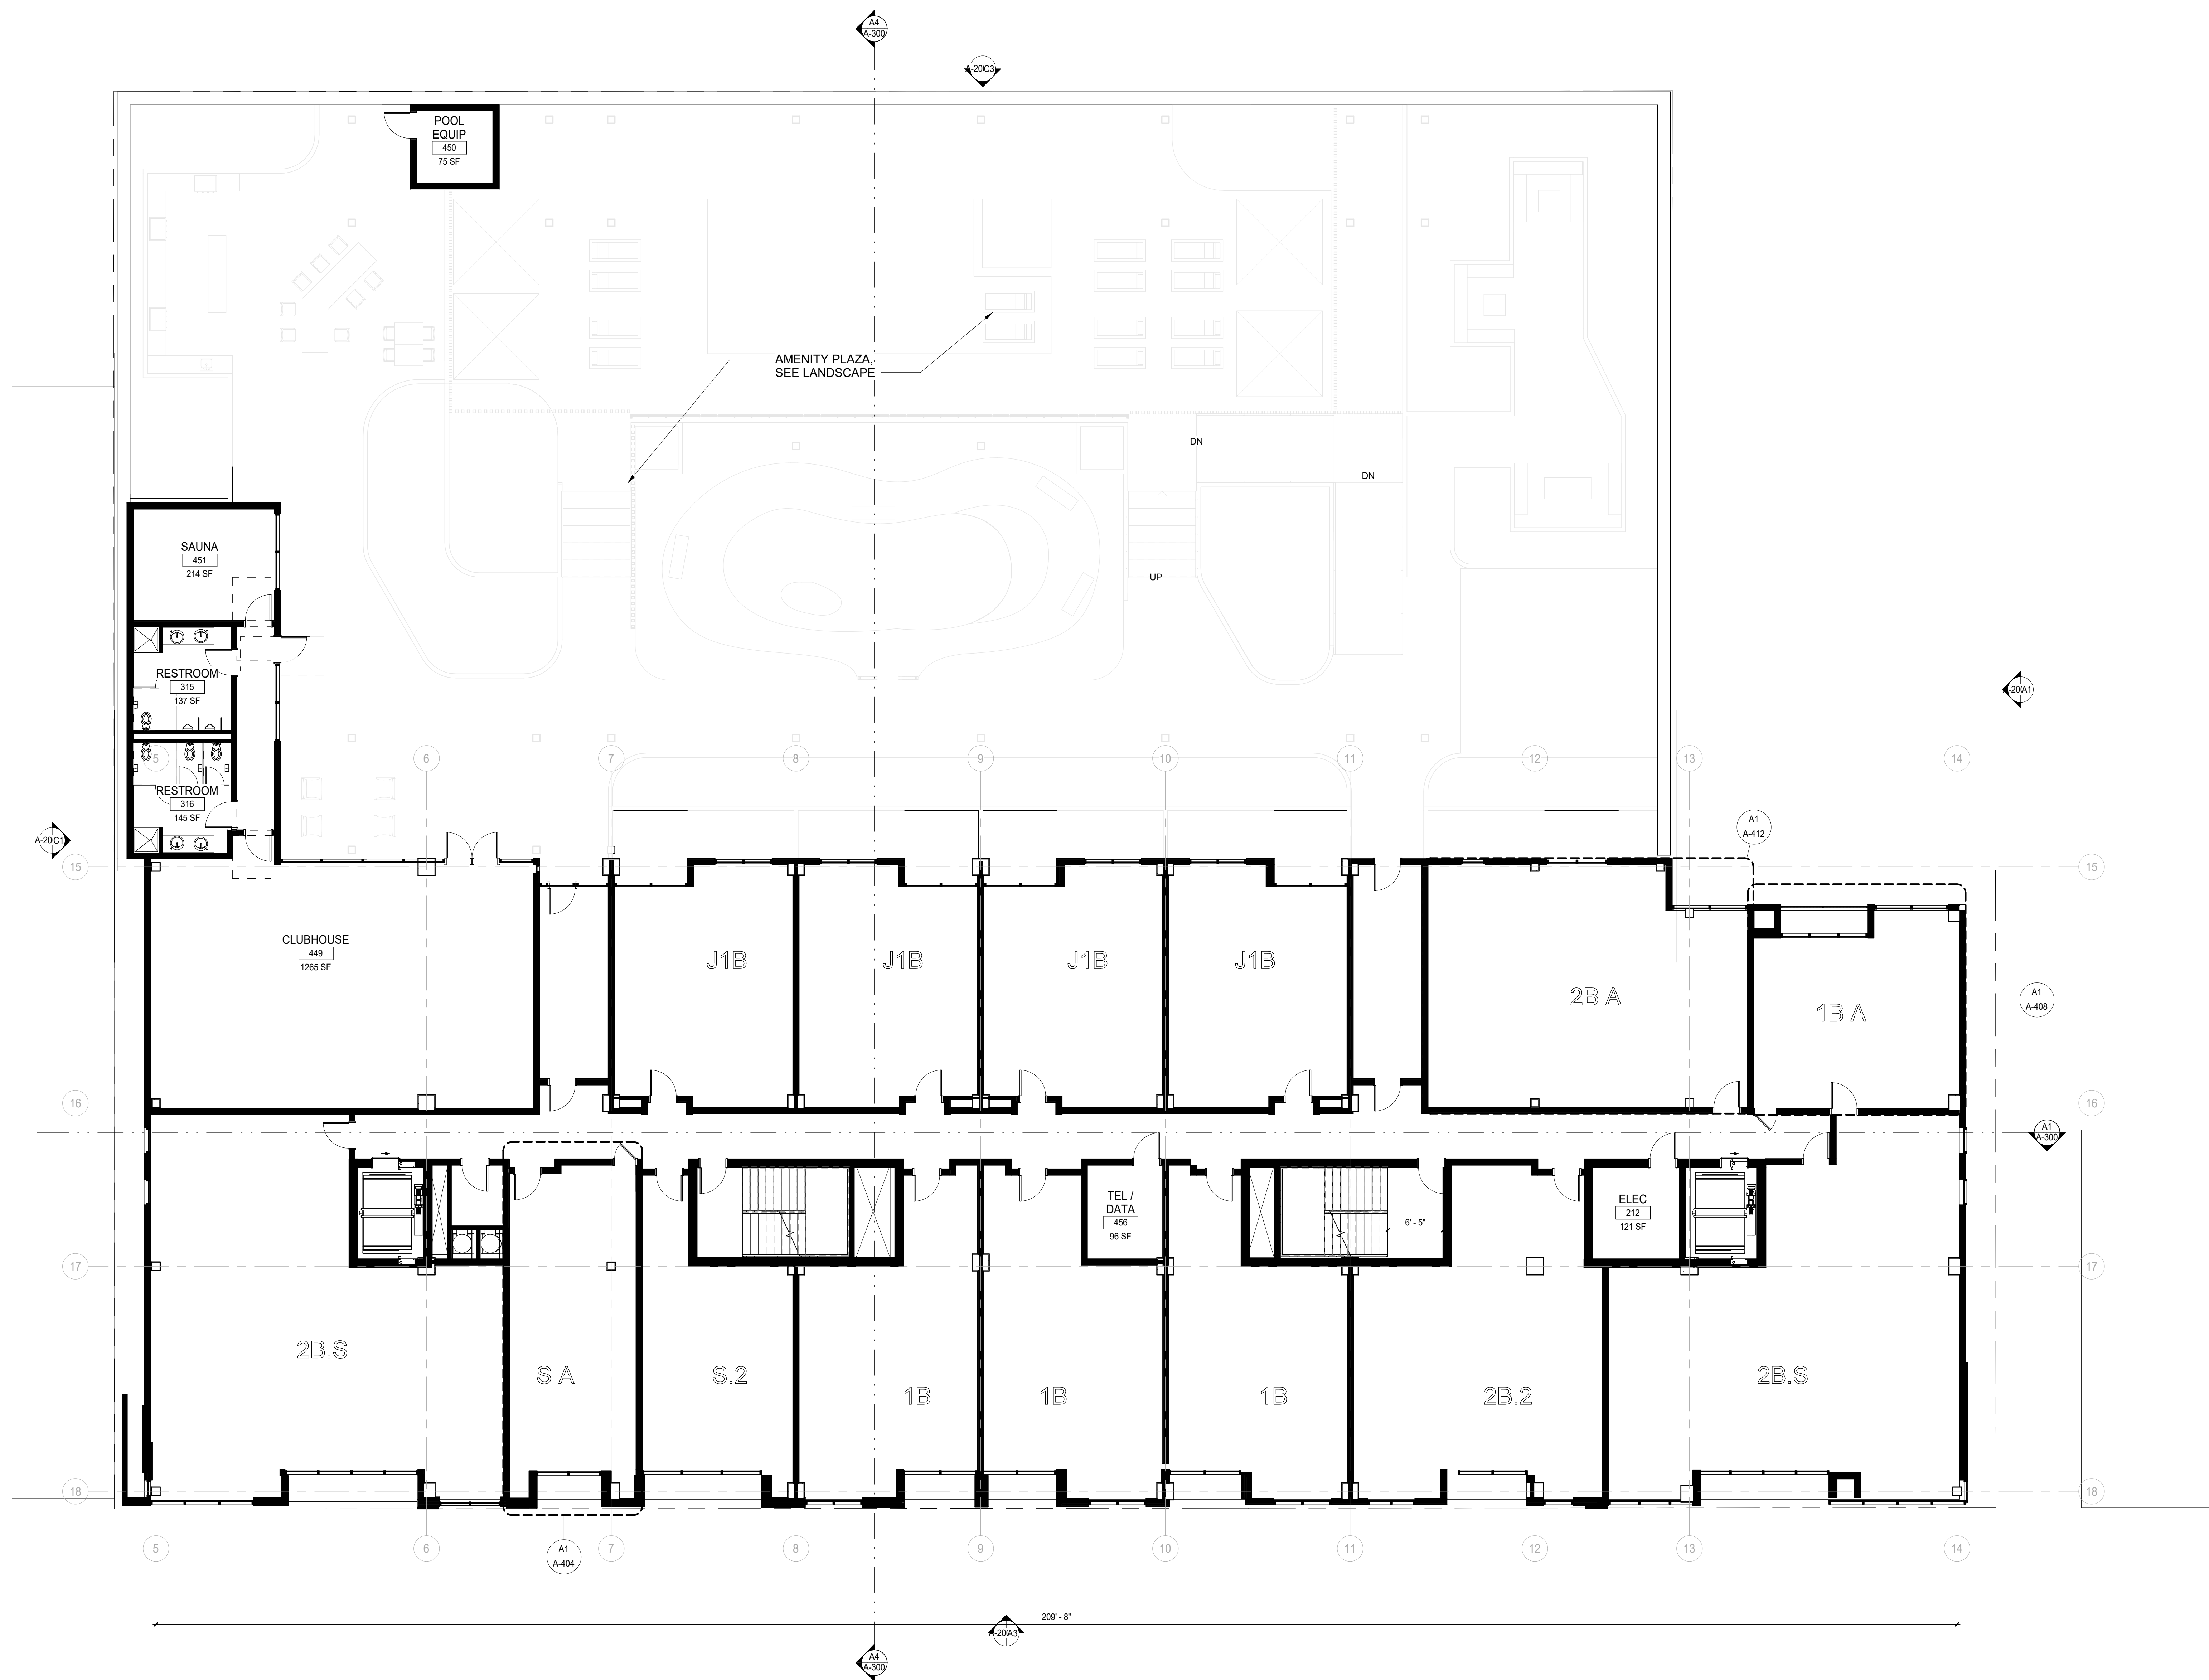 A4
A-300
A-20 C3
POOL
EQUIP
450
75 SF
AMENITY PLAZA,
SEE LANDSCAPE
DN
DN
UP
SAUNA
451
214 SF
RESTROOM
315
137 SF
A-20 A1
RESTROOM
316
145 SF
5
6
7
8
9
10
11
12
13
14
A1
A-412
A-20 C1
15
15
CLUBHOUSE
449
1265 SF
J1B
J1B
J1B
J1B
2B A
1B A
A1
A-408
16
16
A1
A-300
TEL /
DATA
456
96 SF
6' - 5"
ELEC
212
121 SF
17
17
2B.S
S A
S.2
1B
1B
1B
2B.2
2B.S
18
18
5
6
A1
A-404
7
8
9
10
11
12
13
14
209' - 8"
A-20 A3
A4
A-300